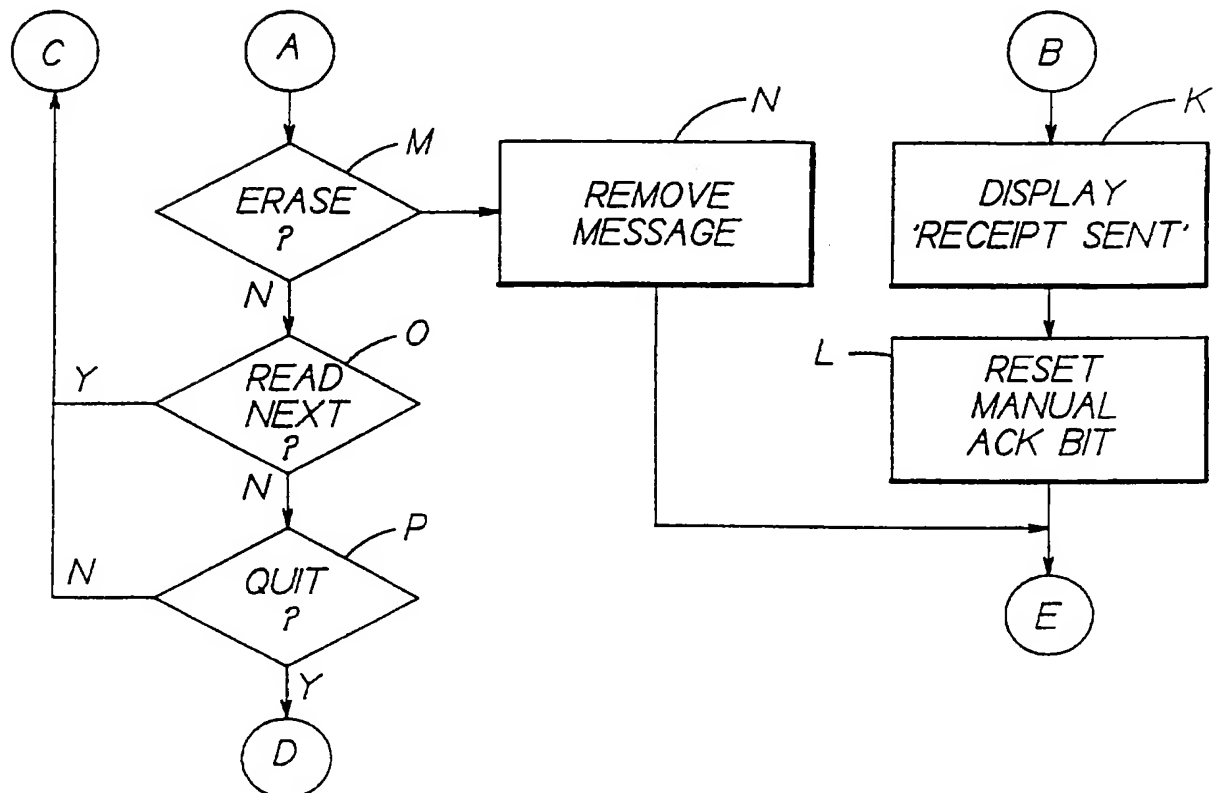 C
A
B
M
N
K
ERASE
?
REMOVE
MESSAGE
DISPLAY
'RECEIPT SENT'
N
O
L
Y
READ
NEXT
?
RESET
MANUAL
ACK BIT
N
P
N
QUIT
?
E
Y
D